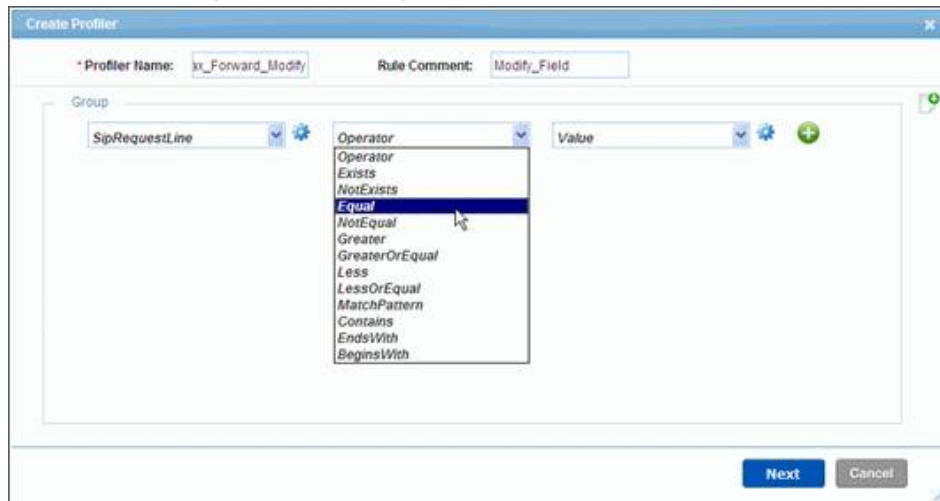 Create Profiler
* Profiler Name: ax_Forward_Modify Rule Comment: Modify_Field
Group
SipRequestLine Operator Value
Operator
Exists
NotExists
Equal
NotEqual
Greater
GreaterOrEqual
Less
LessOrEqual
MatchPattern
Contains
EndsWith
BeginsWith
Next Cancel